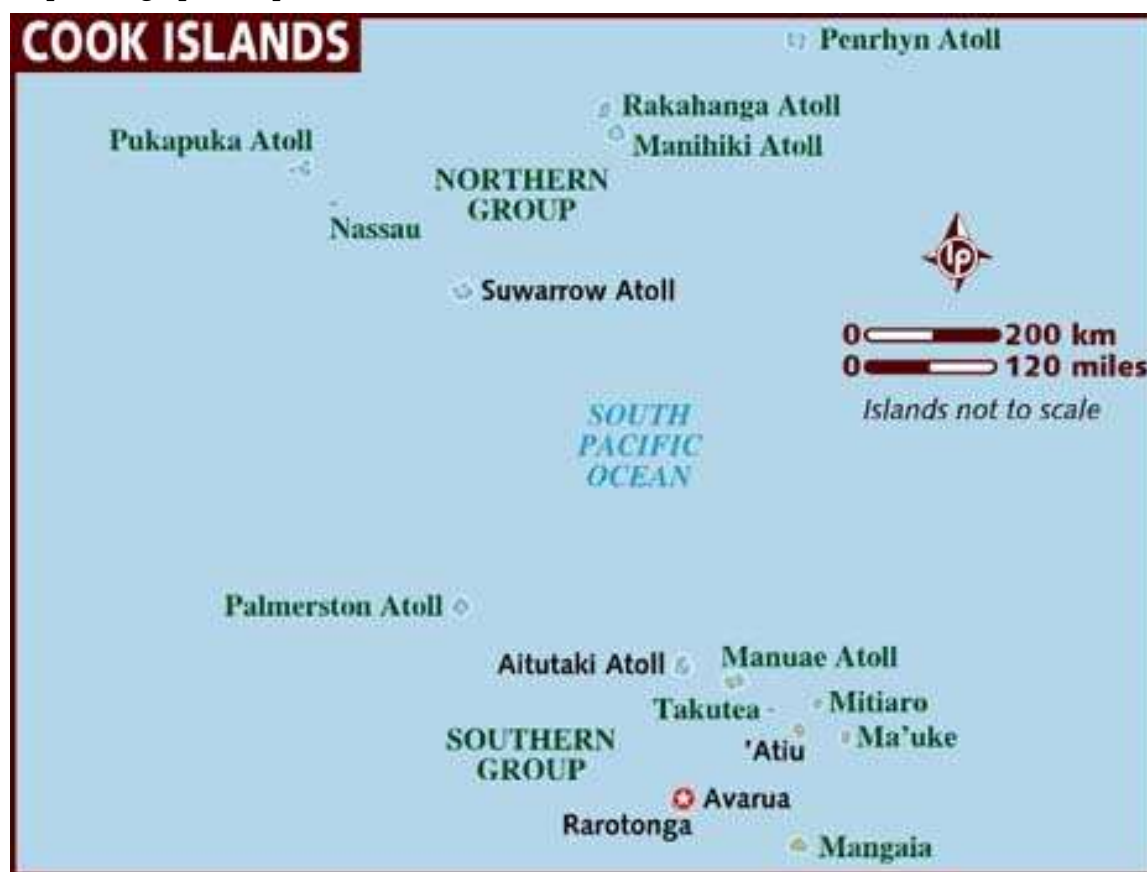 COOK ISLANDS
Penrhyn Atoll
Rakahanga Atoll
Pukapuka Atoll
Manihiki Atoll
NORTHERN
GROUP
Nassau
lp
Suwarrow Atoll
0 200 km
0 120 miles
Islands not to scale
SOUTH
PACIFIC
OCEAN
Palmerston Atoll
Aitutaki Atoll
Manuae Atoll
Takutea
Mitiaro
SOUTHERN
GROUP
'Atiu
Ma'uke
Avarua
Rarotonga
Mangaia